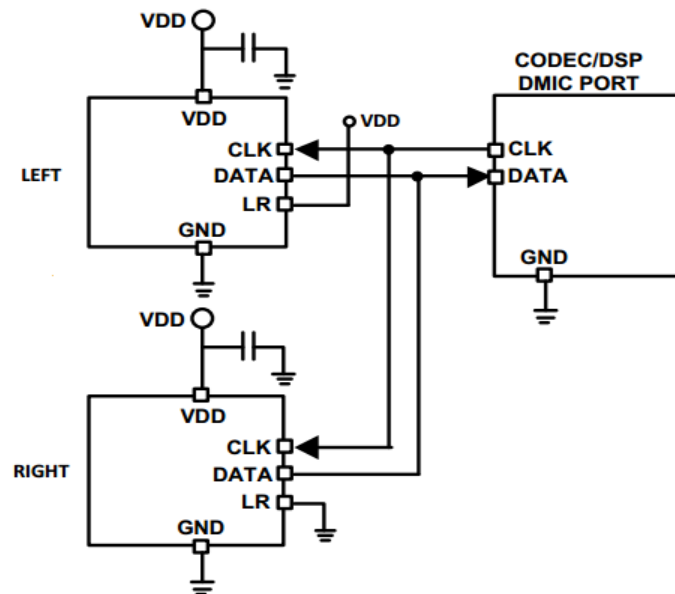 VDD
CODEC/DSP
DMIC PORT
VDD
VDD
CLK
CLK
LEFT
DATA
DATA
LR
GND
GND
VDD
VDD
CLK
RIGHT
DATA
LR
GND